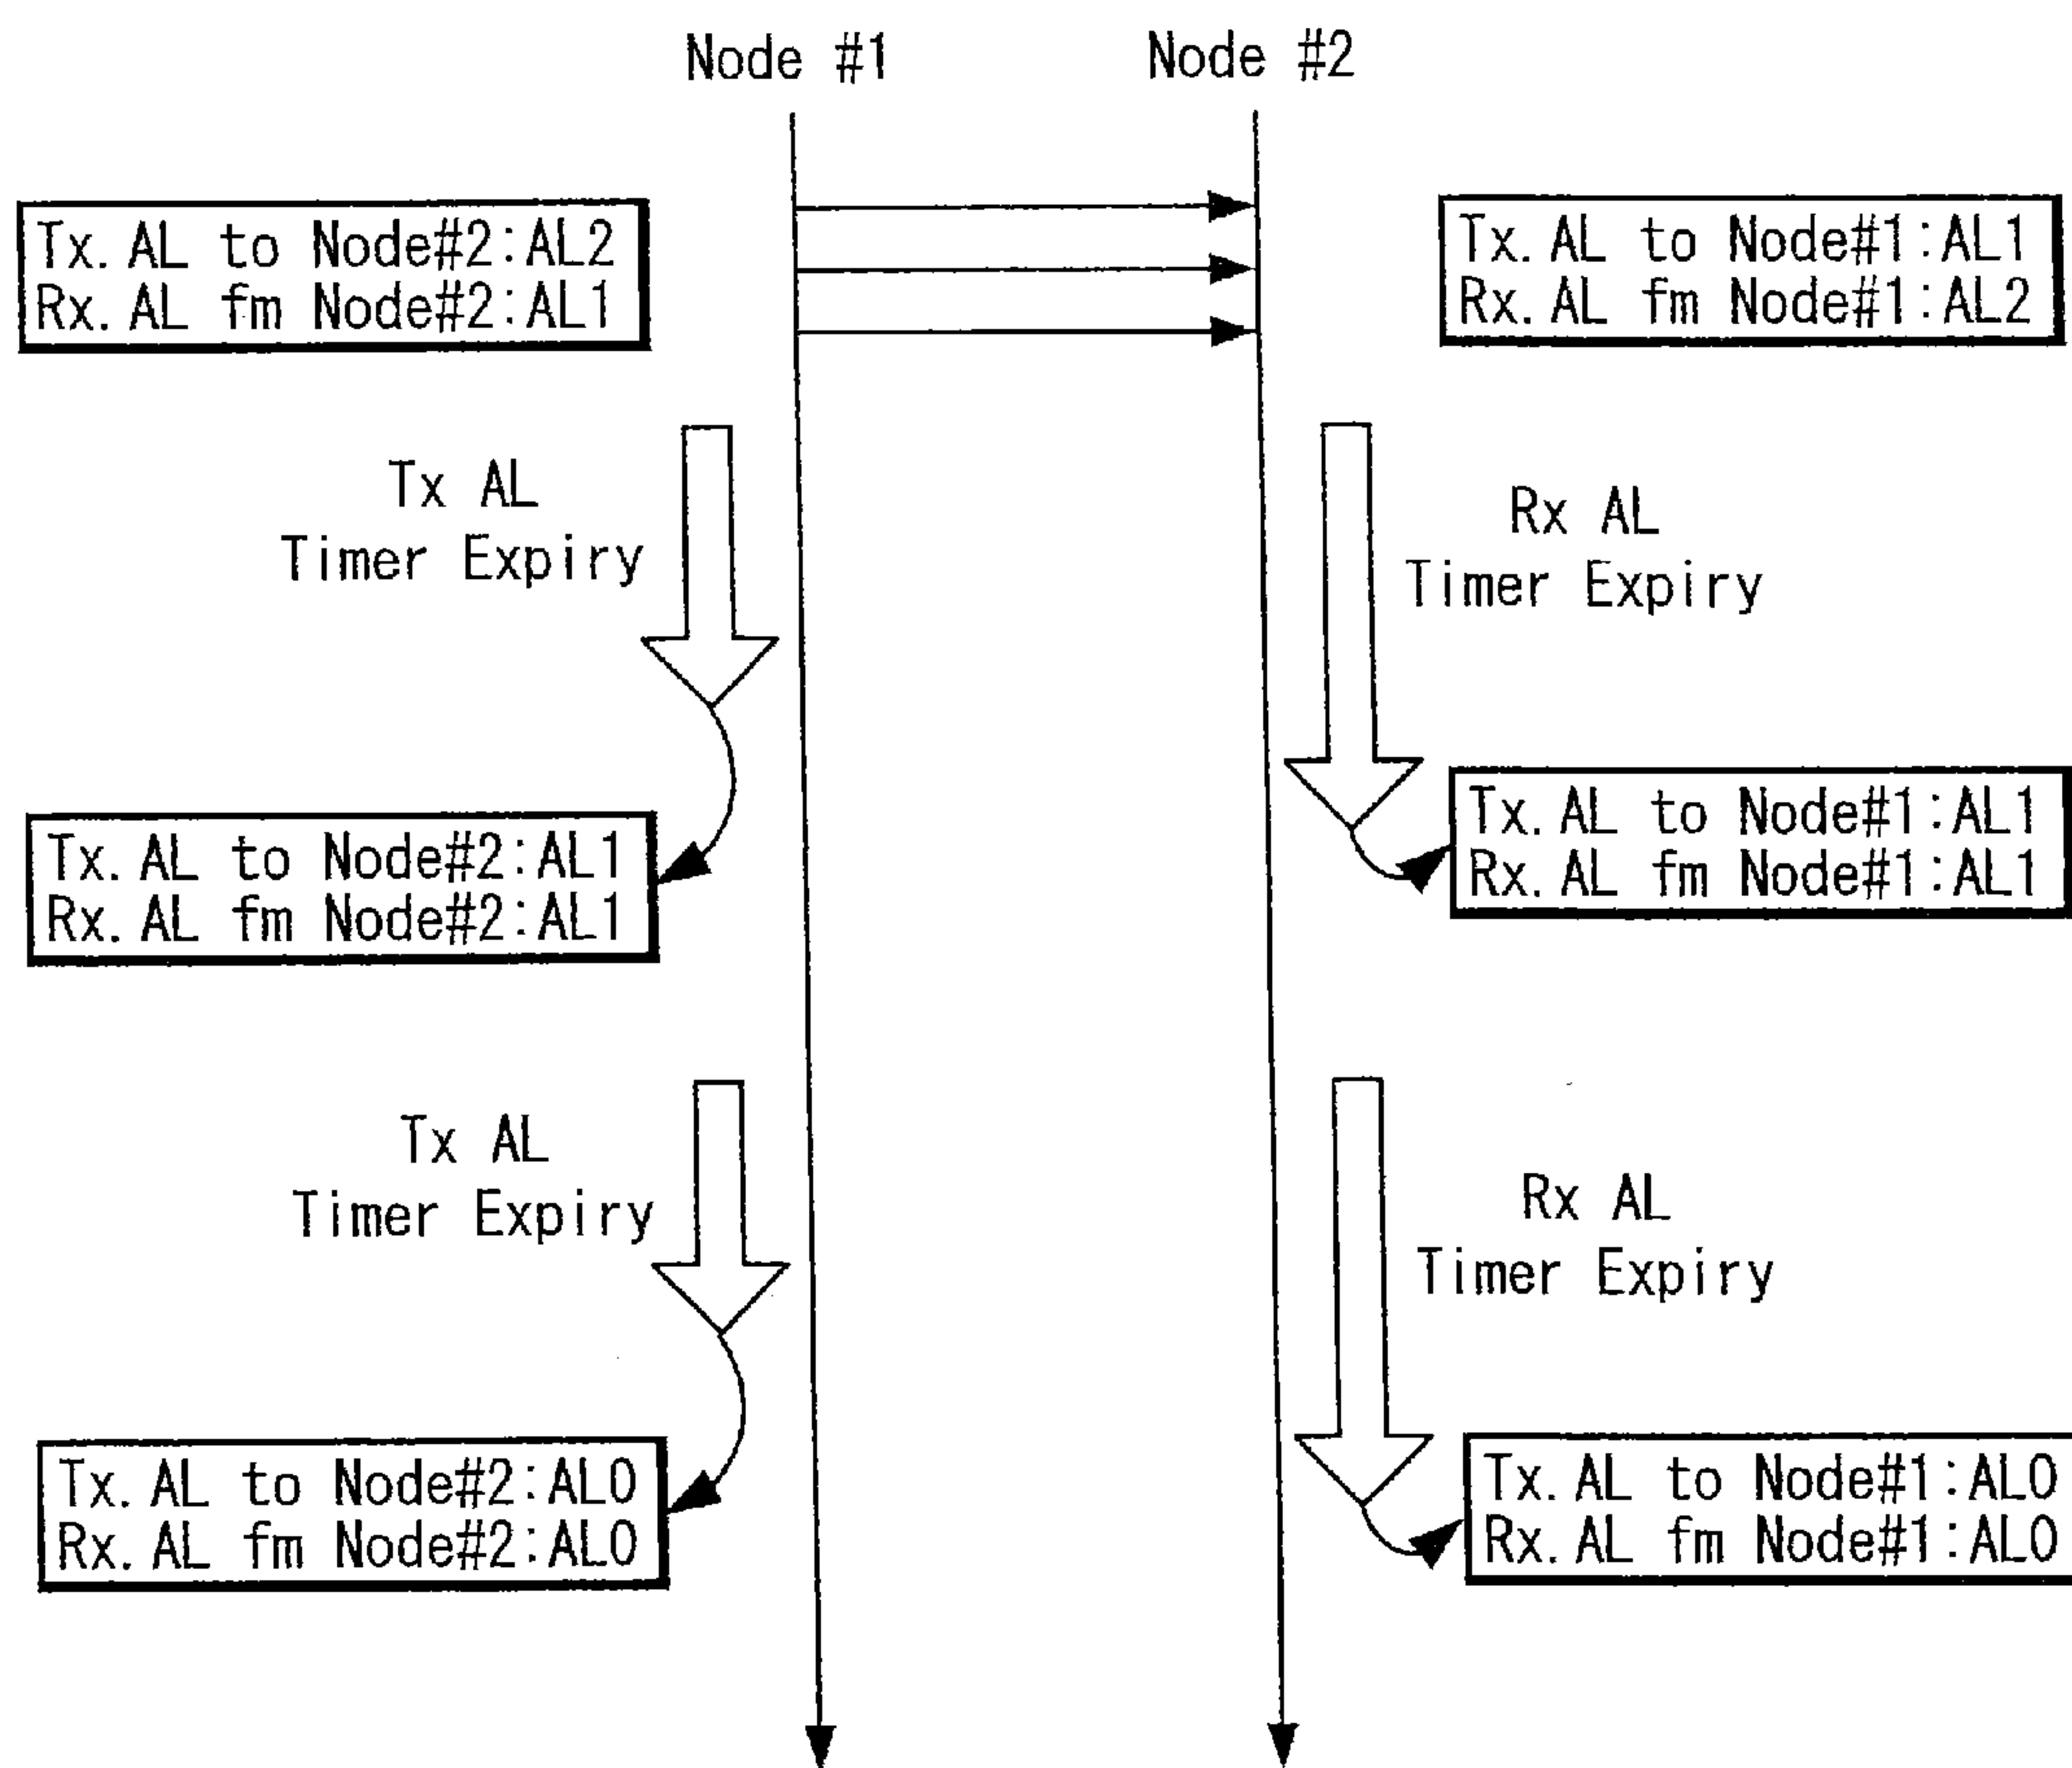 Node #1
Node #2
Tx. AL to Node#2:AL2
Rx. AL fm Node#2:AL1
Tx. AL to Node#1:AL1
Rx. AL fm Node#1:AL2
Tx AL
Timer Expiry
Rx AL
Timer Expiry
Tx. AL to Node#2:AL1
Rx. AL fm Node#2:AL1
Tx. AL to Node#1:AL1
Rx. AL fm Node#1:AL1
Tx AL
Timer Expiry
Rx AL
Timer Expiry
Tx. AL to Node#2:AL0
Rx. AL fm Node#2:AL0
Tx. AL to Node#1:AL0
Rx. AL fm Node#1:AL0